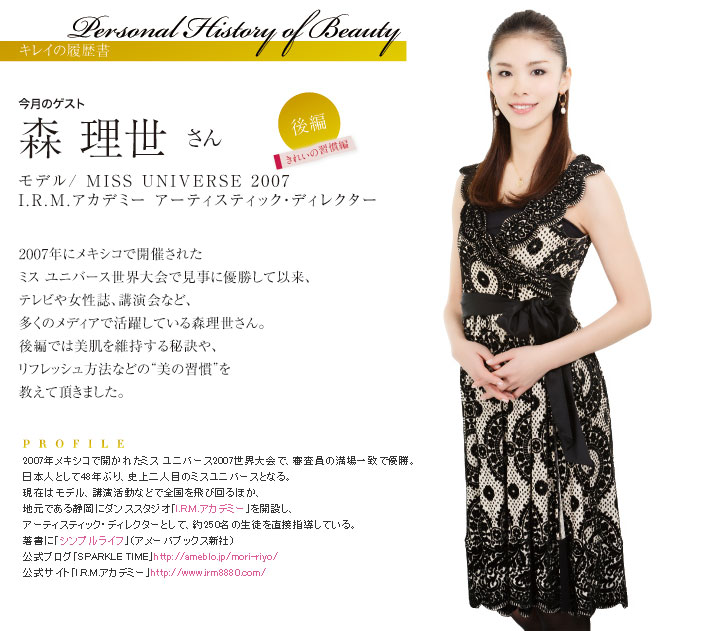 Personal History of Beauty
キレイの履歴書
今月のゲスト
森 理世 さん
後編
きれいの習慣編
モデル/ MISS UNIVERSE 2007
I.R.M.アカデミー アーティスティック・ディレクター
2007年にメキシコで開催された
ミス ユニバース世界大会で見事に優勝して以来、
テレビや女性誌、講演会など、
多くのメディアで活躍している森理世さん。
後編では美肌を維持する秘訣や、
リフレッシュ方法などの“美の習慣”を
教えて頂きました。
PROFILE
2007年メキシコで開かれたミス ユニバース2007世界大会で、審査員の満場一致で優勝。
日本人として48年ぶり、史上二人目のミスユニバースとなる。
現在はモデル、講演活動などで全国を飛び回るほか、
地元である静岡にダンススタジオ「I.R.M.アカデミー」を開設し、
アーティスティック・ディレクターとして、約250名の生徒を直接指導している。
著書に「シンプルライフ」(アメーバブックス新社)
公式ブログ「SPARKLE TIME」http://ameblo.jp/mori-riyo/
公式サイト「I.R.M.アカデミー」http://www.irm8880.com/